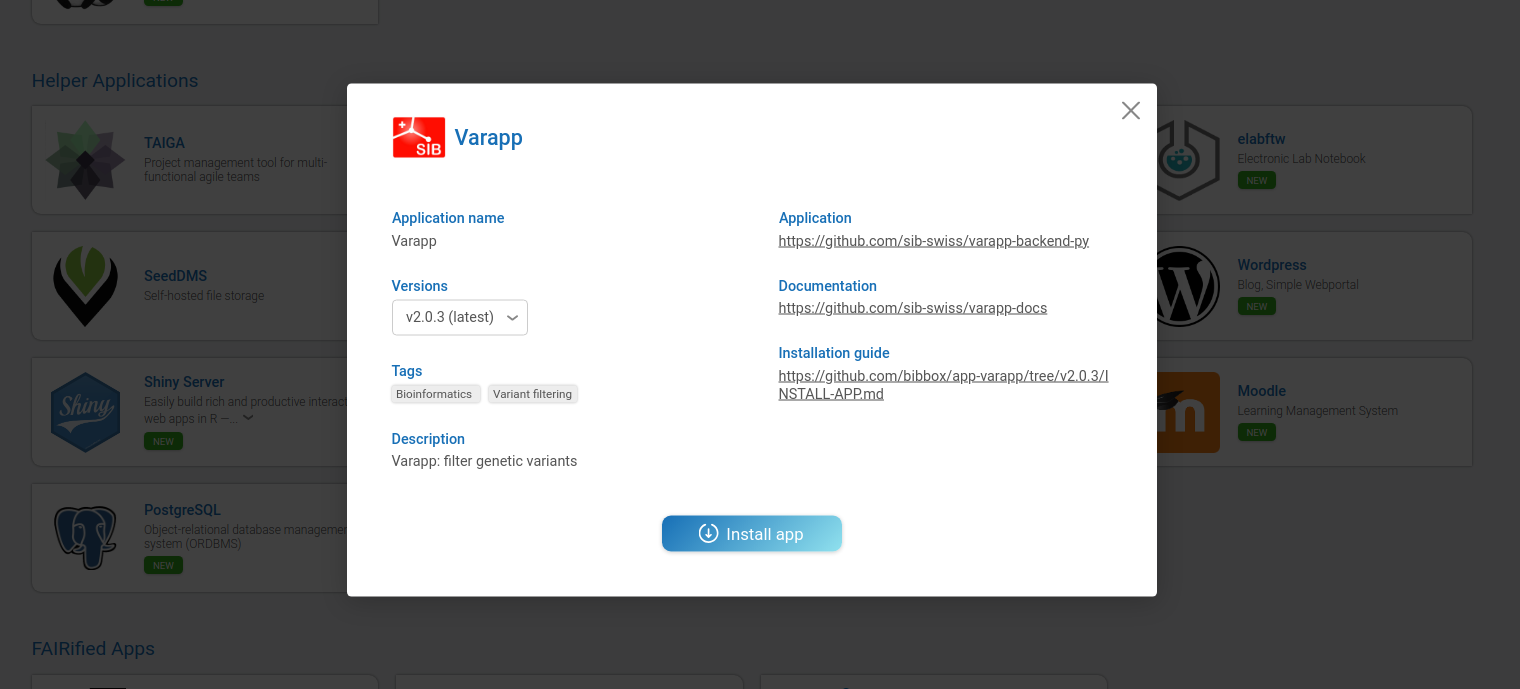 NEW
Helper Applications
TAIGA
Project management tool for multi-
functional agile teams
SeedDMS
Self-hosted file storage
Shiny
Shiny Server
Easily build rich and productive interact
web apps in R —...
NEW
PostgreSQL
Object-relational database managemen
system (ORDBMS)
NEW
FAIRified Apps
SIB
Varapp
Application name
Varapp
Versions
v2.0.3 (latest)
Tags
Bioinformatics
Variant filtering
Description
Varapp: filter genetic variants
Application
https://github.com/sib-swiss/varapp-backend-py
Documentation
https://github.com/sib-swiss/varapp-docs
Installation guide
https://github.com/bibbox/app-varapp/tree/v2.0.3/I
NSTALL-APP.md
Install app
elabftw
Electronic Lab Notebook
NEW
Wordpress
Blog, Simple Webportal
NEW
Moodle
Learning Management System
NEW